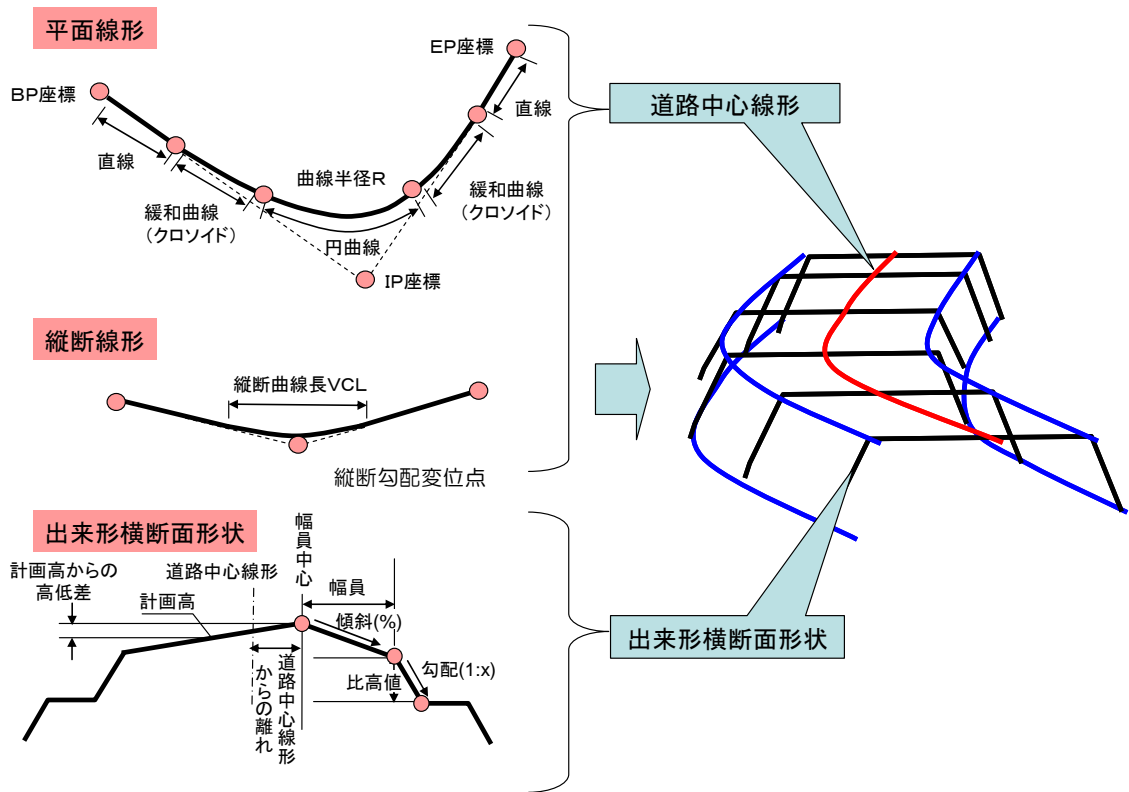 平面線形
EP座標
BP座標
直線
直線
曲線半径R
緩和曲線
(クロソイド)
緩和曲線
(クロソイド)
円曲線
IP座標
道路中心線形
縦断線形
縦断曲線長VCL
縦断勾配変位点
出来形横断面形状
幅員中心
計画高からの
高低差
道路中心線形
計画高
幅員
傾斜(%)
勾配(1:x)
比高値
道路中心線形
からの離れ
出来形横断面形状